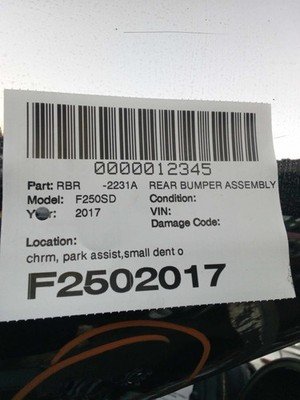 0000012345
Part: RBR -2231A REAR BUMPER ASSEMBLY
Model: F250SD Condition:
Year: 2017 VIN:
Damage Code:
Location:
chrm, park assist,small dent o
F2502017